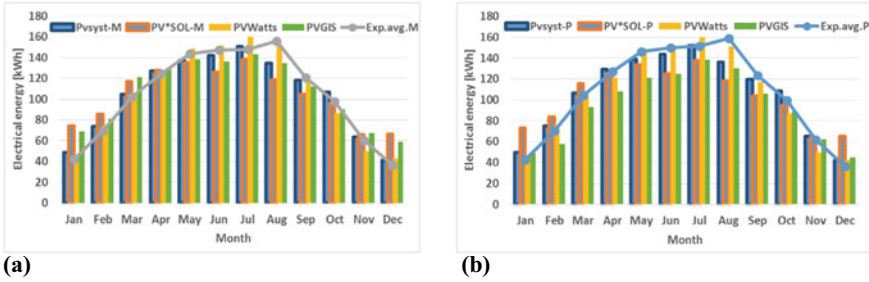 180
160
140
120
100
80
60
40
20
0
Electrical energy [kWh]
Pvsyst-M PV*SOL-M PVWatts PVGIS Exp.avg.M
Jan Feb Mar Apr May Jun Jul Aug Sep Oct Nov Dec
Month
(a)
180
160
140
120
100
80
60
40
20
0
Electrical energy [kWh]
Pvsyst-P PV*SOL-P PVWatts PVGIS Exp.avg.P
Jan Feb Mar Apr May Jun Jul Aug Sep Oct Nov Dec
Month
(b)